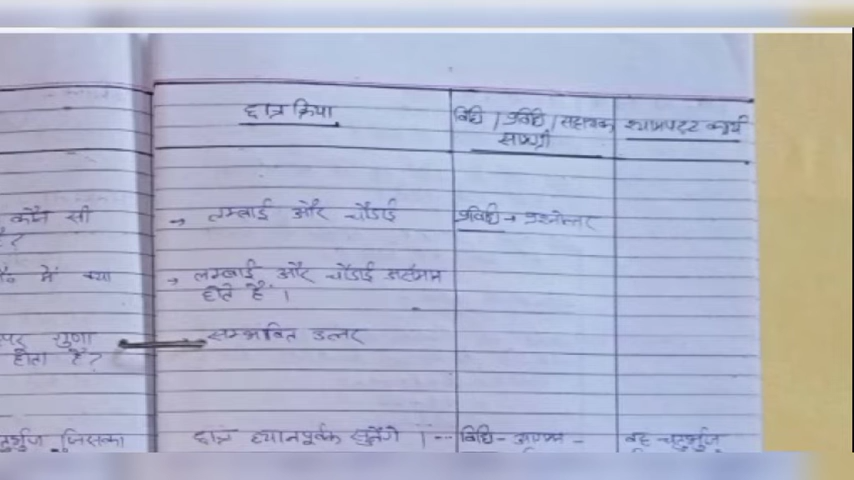 छात्र क्रिया
विधि / प्रविधि / सहायक
सामग्री
श्यामपट्ट कार्य
कौन सी
→ लम्बाई और चौडाई
प्रविधि → प्रश्नोत्तर
है?
में क्या
→ लम्बाई और चौडाई असमान
होते हैं ।
गुणा
सम्भावित उत्तर
होता है?
जिसका
छात्र ध्यानपूर्वक सुनेंगे ।
विधि -
वह चतुर्भुज